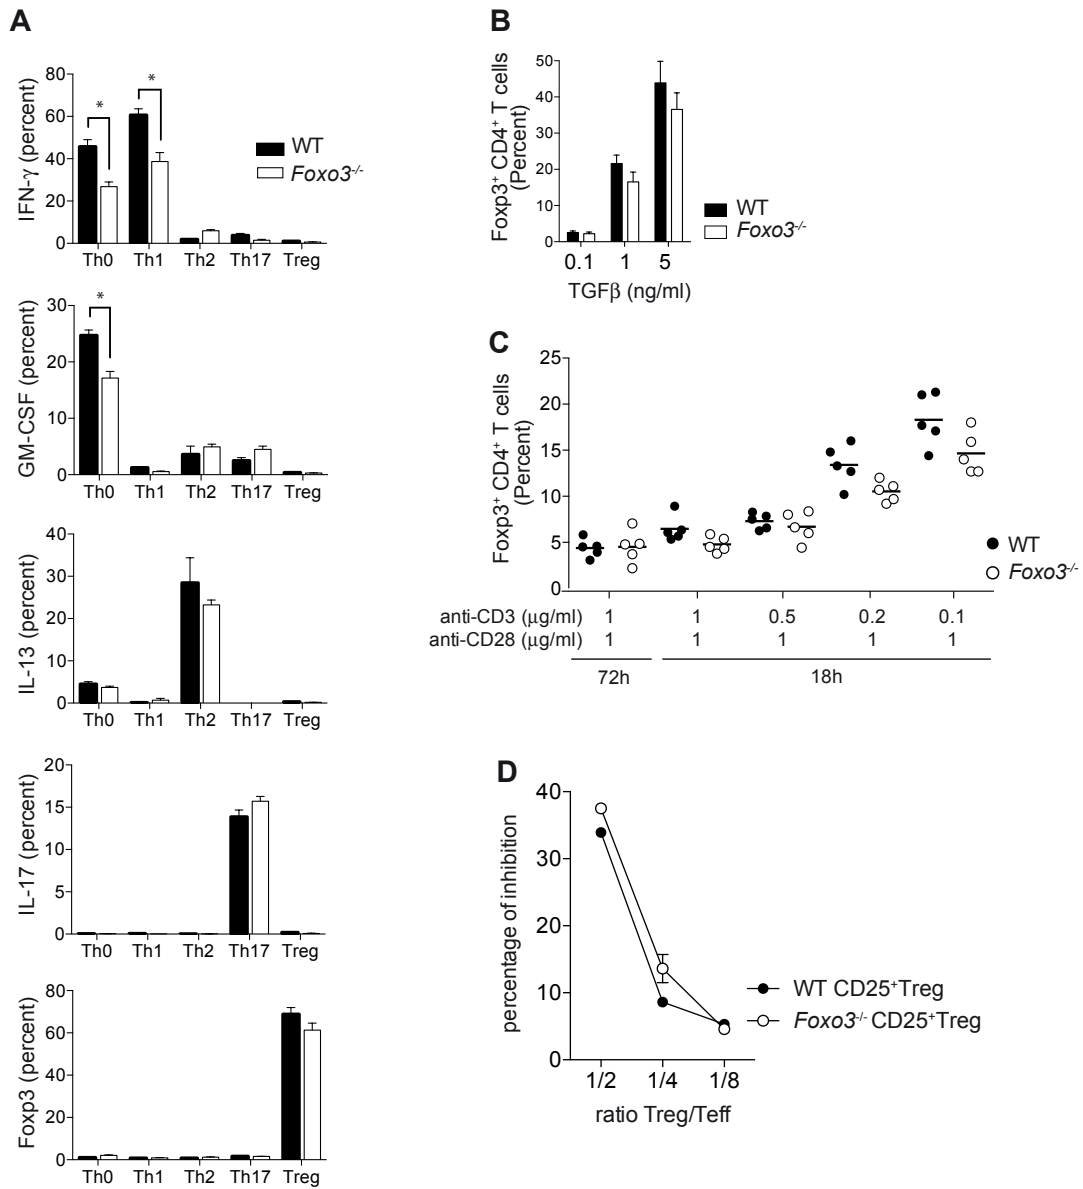 A
IFN-γ (percent)
80
60
40
20
0
*
*
WT
Foxo3-/-
Th0 Th1 Th2 Th17 Treg
GM-CSF (percent)
30
20
10
0
*
Th0 Th1 Th2 Th17 Treg
IL-13 (percent)
40
30
20
10
0
Th0 Th1 Th2 Th17 Treg
IL-17 (percent)
20
15
10
5
0
Th0 Th1 Th2 Th17 Treg
Foxp3 (percent)
80
60
40
20
0
Th0 Th1 Th2 Th17 Treg
B
Foxp3+ CD4+ T cells
(Percent)
50
40
30
20
10
0
0.1 1 5
TGFβ (ng/ml)
WT
Foxo3-/-
C
Foxp3+ CD4+ T cells
(Percent)
25
20
15
10
5
0
WT
Foxo3-/-
anti-CD3 (μg/ml) 1 1 0.5 0.2 0.1
anti-CD28 (μg/ml) 1 1 1 1 1
72h 18h
D
percentage of inhibition
40
30
20
10
0
1/2 1/4 1/8
ratio Treg/Teff
WT CD25+Treg
Foxo3-/- CD25+Treg